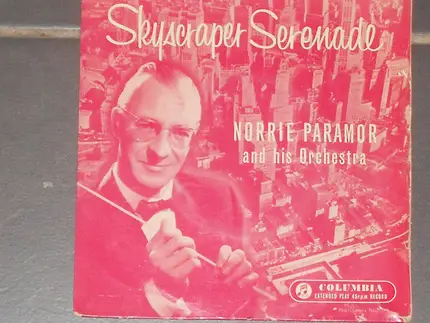 Skyscraper Serenade
NORRIE PARAMOR
and his Orchestra
COLUMBIA
EXTENDED PLAY 45rpm RECORD